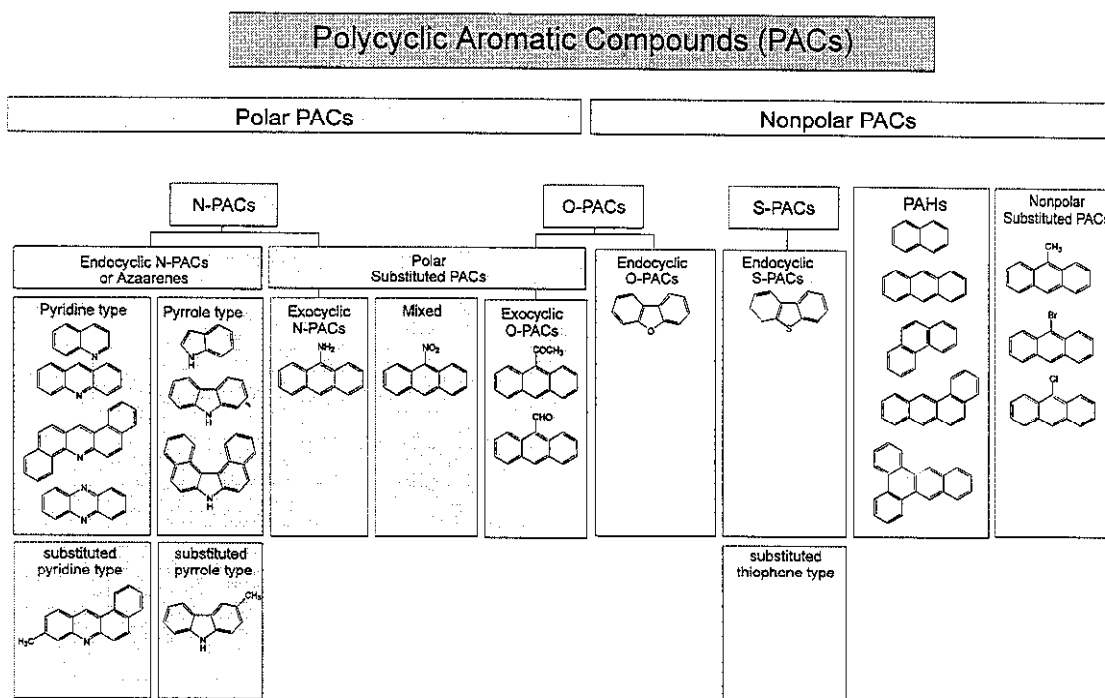 Polycyclic Aromatic Compounds (PACs)
Polar PACs
Nonpolar PACs
N-PACs
O-PACs
S-PACs
PAHs
Nonpolar
Substituted PACs
Endocyclic N-PACs
or Azaarenes
Polar
Substituted PACs
Endocyclic
O-PACs
Endocyclic
S-PACs
Pyridine type
Pyrrole type
Exocyclic
N-PACs
Mixed
Exocyclic
O-PACs
N
N
N
N
N
N
H
N
H
N
H
NH₂
NO₂
COCH₃
CHO
O
S
CH₃
Br
Cl
substituted
pyridine type
substituted
pyrrole type
substituted
thiophene type
H₃C
N
CH₃
N
H